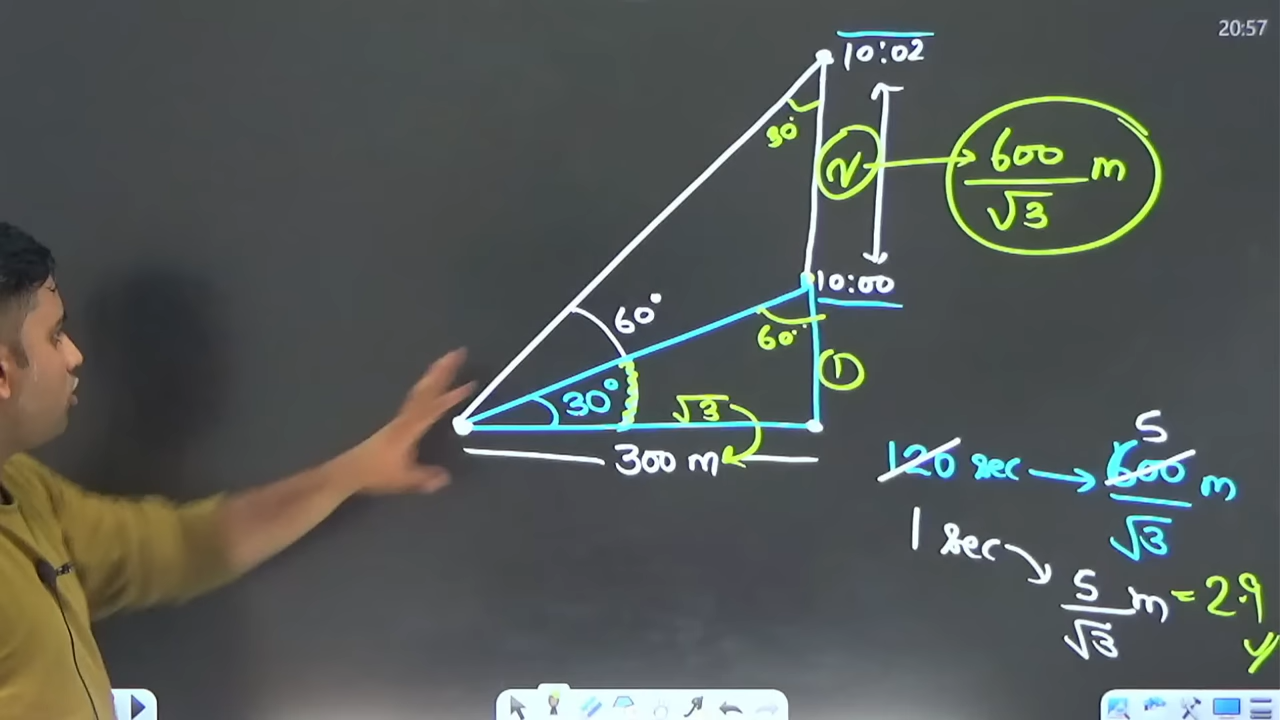 20:57
10:02
30°
2
600
√3
m
10:00
60°
60°
1
30°
√3
300 m
5
120 sec → 600
√3
m
1 sec
5
√3
m = 2.9